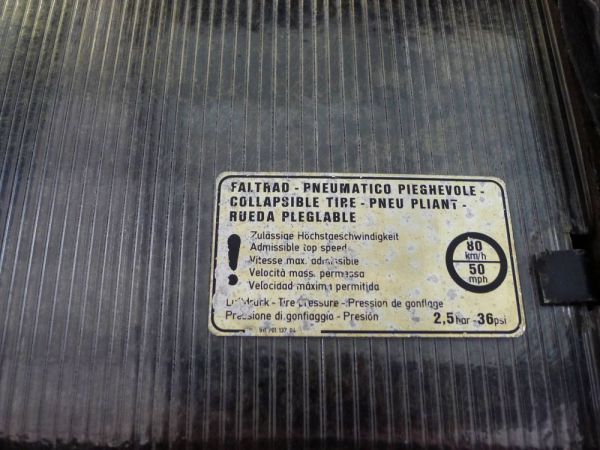 FALTRAD - PNEUMATICO PIEGHEVOLE -
COLLAPSIBLE TIRE - PNEU PLIANT -
RUEDA PLEGLABLE
! Zulässige Höchstgeschwindigkeit
Admissible top speed
Vitesse max. admissible
Velocità mass. permessa
Velocidad máxima permitida
80 km/h
50 mph
Luftdruck - Tire pressure - Pression de gonflage
Pressione di gonfiaggio - Presión 2,5 bar - 36 psi